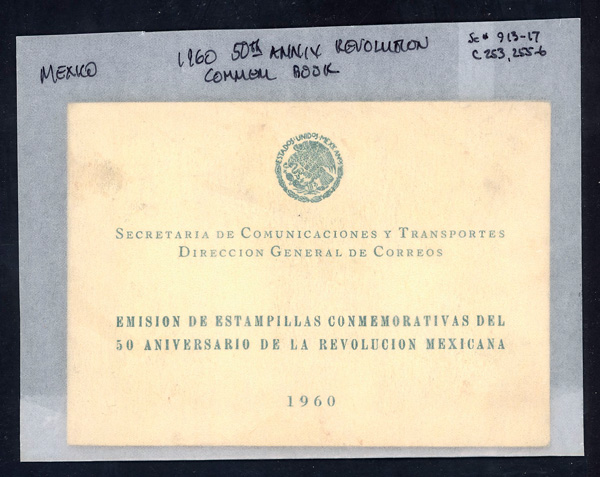 MEXICO
1960 50th ANNIV REVOLUTION
COMMEM BOOK
Sc# 913-17
C 253, 255-6
ESTADOS UNIDOS MEXICANOS
SECRETARIA DE COMUNICACIONES Y TRANSPORTES
DIRECCION GENERAL DE CORREOS
EMISION DE ESTAMPILLAS CONMEMORATIVAS DEL
50 ANIVERSARIO DE LA REVOLUCION MEXICANA
1960